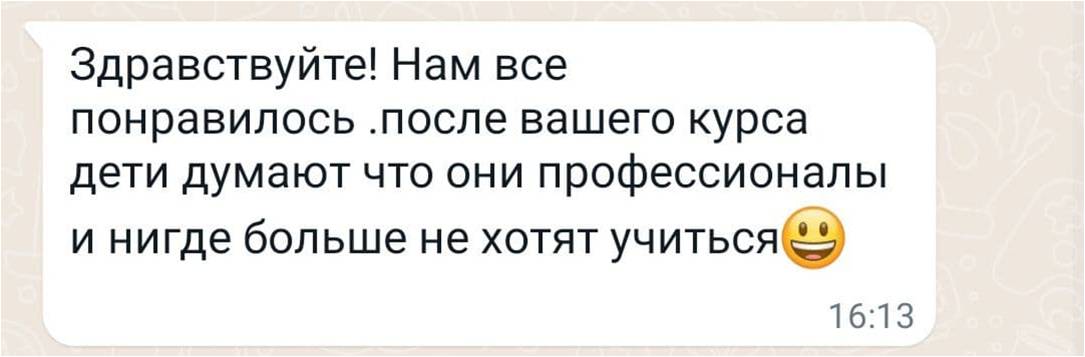 Здравствуйте! Нам все
понравилось .после вашего курса
дети думают что они профессионалы
и нигде больше не хотят учиться😃
16:13